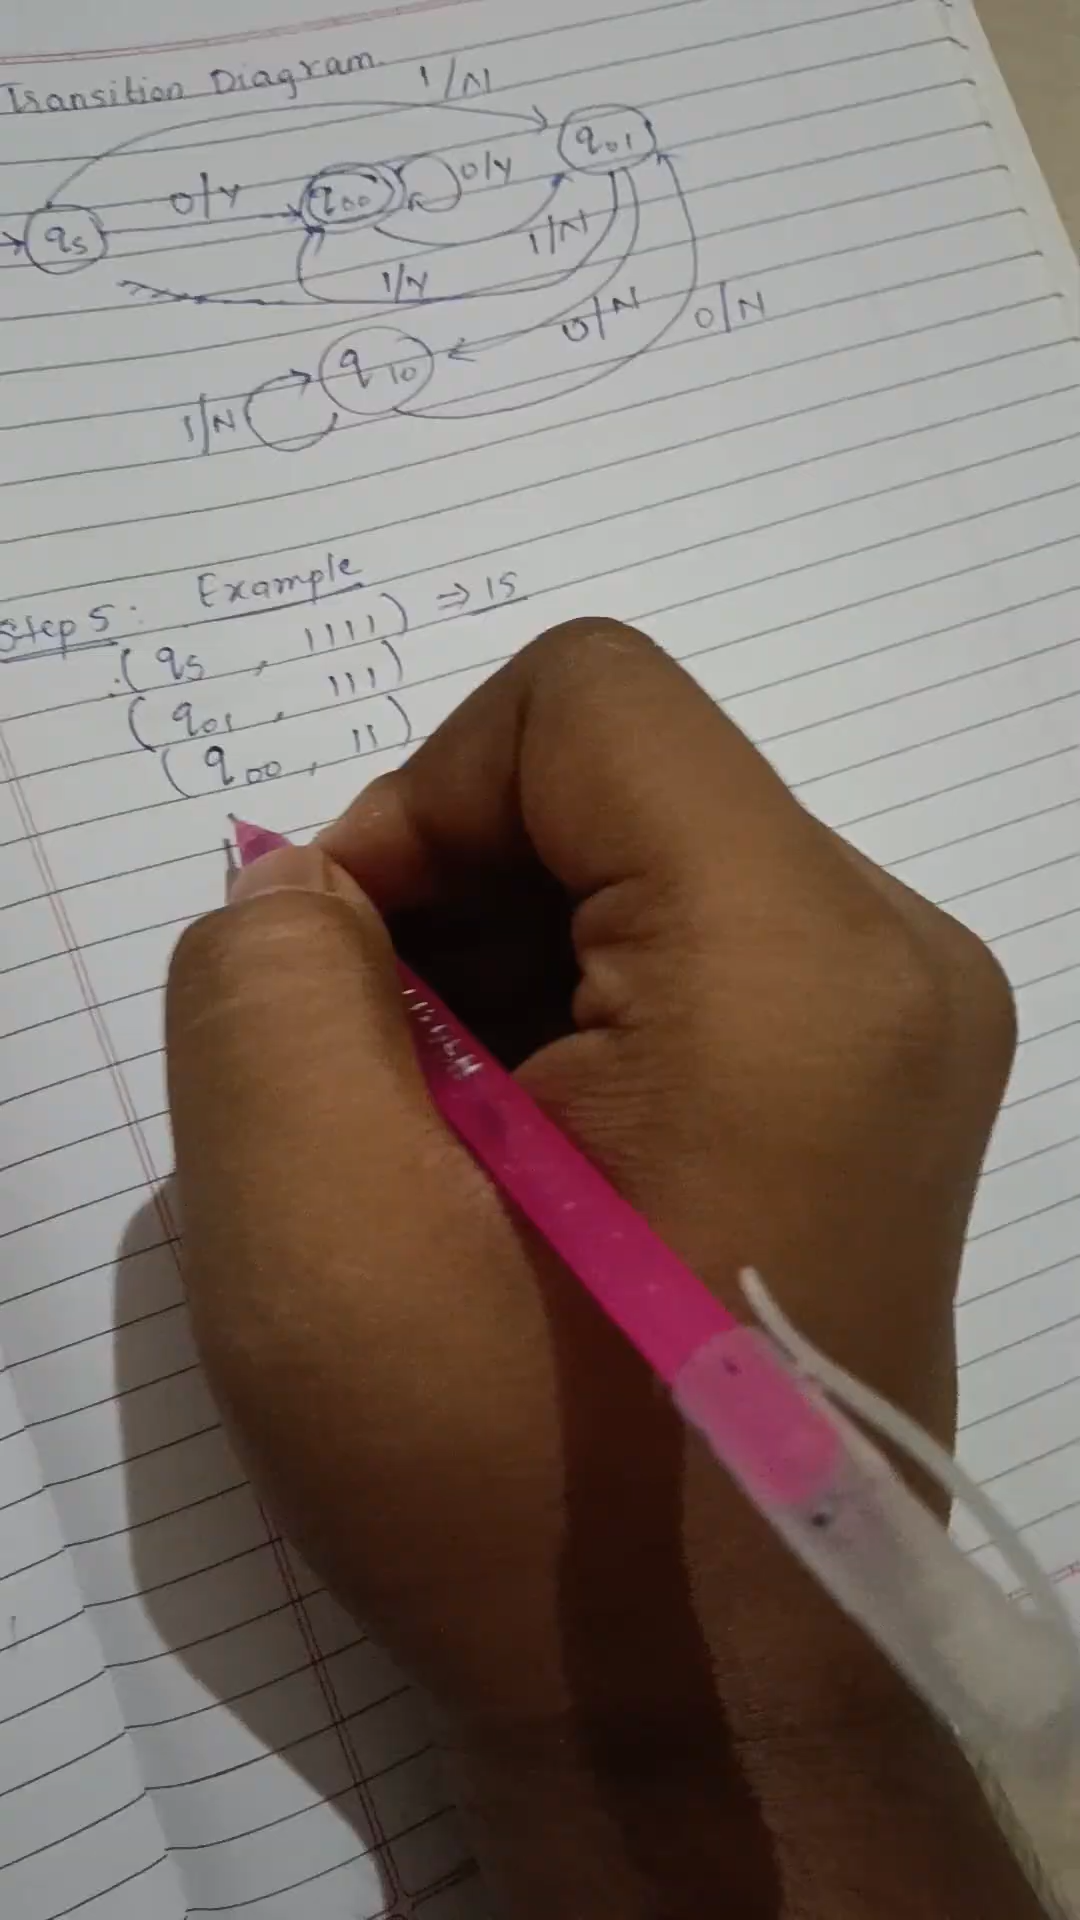 Transition Diagram
1/N
q01
0/Y
q00
0/Y
qS
1/N
1/Y
0/N
0/N
q10
1/N
Step 5: Example
(qS, 1111) ⇒ 15
(q01, 111)
(q00, 11)